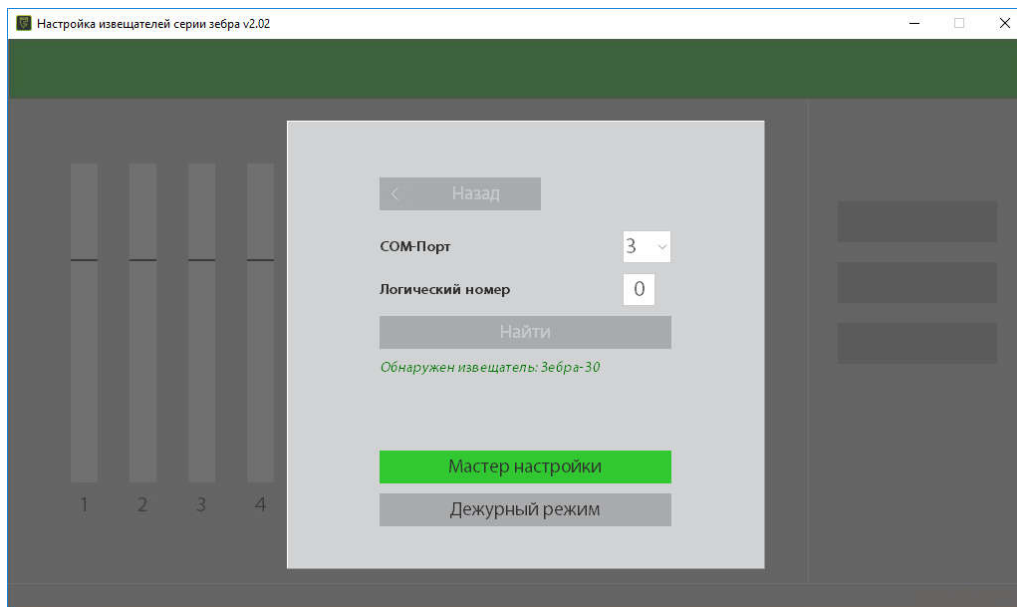 Настройка извещателей серии зебра v2.02
Назад
COM-Порт 3
Логический номер 0
Найти
Обнаружен извещатель: Зебра-30
Мастер настройки
Дежурный режим
1 2 3 4